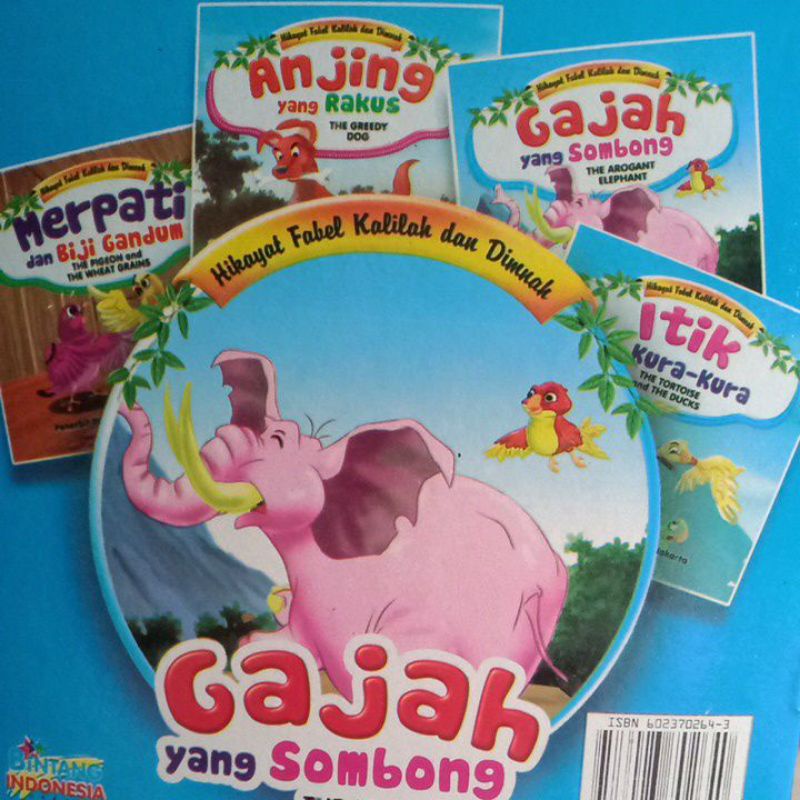 Hikayat Fabel Kalilah dan Dimnah
Anjing
yang Rakus
THE GREEDY
DOG
Hikayat Fabel Kalilah dan Dimnah
Gajah
yang Sombong
THE AROGANT
ELEPHANT
Hikayat Fabel Kalilah dan Dimnah
Merpati
dan Biji Gandum
THE PIGEON and
THE WHEAT GRAINS
Hikayat Fabel Kalilah dan Dimnah
Itik
Kura-Kura
THE TORTOISE
and THE DUCKS
Hikayat Fabel Kalilah dan Dimnah
Gajah
yang Sombong
ISBN 602370264-3
BINTANG
INDONESIA